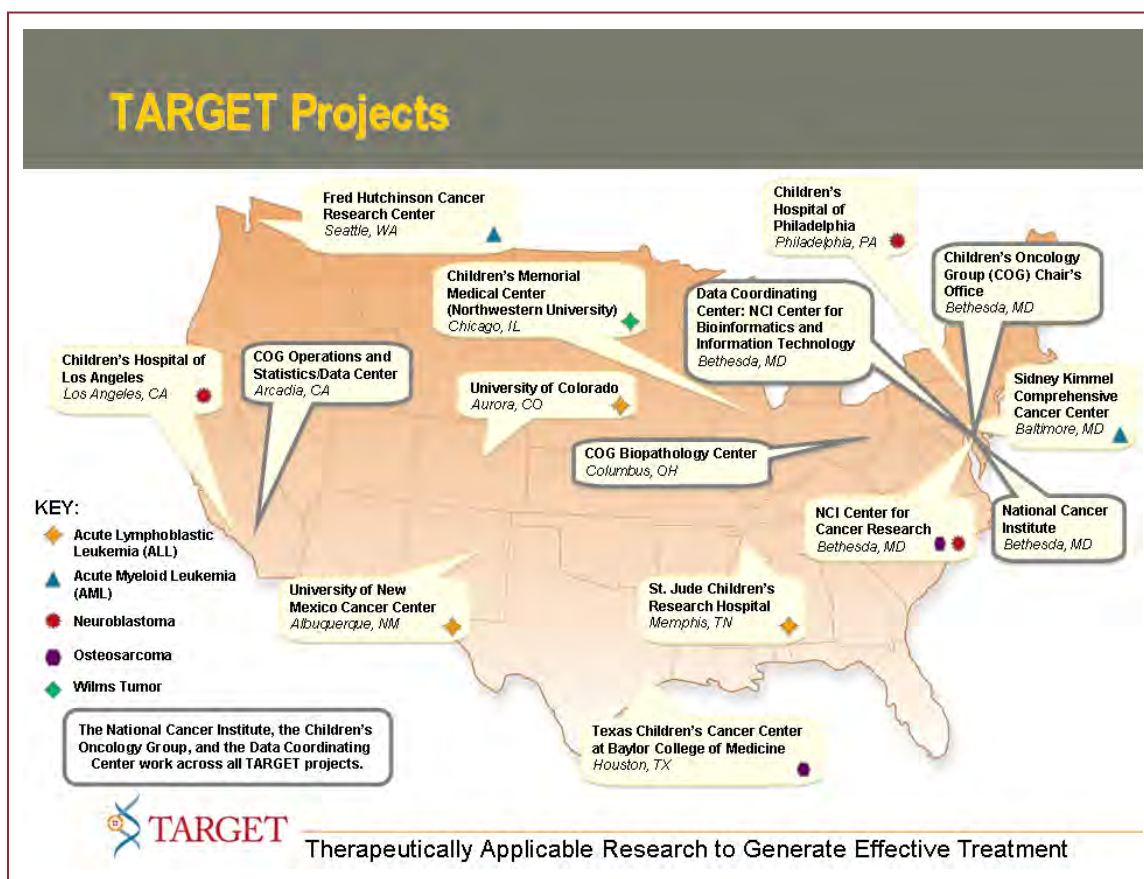 TARGET Projects
Fred Hutchinson Cancer
Research Center
Seattle, WA
Children's
Hospital of
Philadelphia
Philadelphia, PA
Children's Memorial
Medical Center
(Northwestern University)
Chicago, IL
Data Coordinating
Center: NCI Center for
Bioinformatics and
Information Technology
Bethesda, MD
Children's Oncology
Group (COG) Chair's
Office
Bethesda, MD
Children's Hospital of
Los Angeles
Los Angeles, CA
COG Operations and
Statistics/Data Center
Arcadia, CA
University of Colorado
Aurora, CO
Sidney Kimmel
Comprehensive
Cancer Center
Baltimore, MD
COG Biopathology Center
Columbus, OH
NCI Center for
Cancer Research
Bethesda, MD
National Cancer
Institute
Bethesda, MD
KEY:
Acute Lymphoblastic
Leukemia (ALL)
Acute Myeloid Leukemia
(AML)
Neuroblastoma
Osteosarcoma
Wilms Tumor
University of New
Mexico Cancer Center
Albuquerque, NM
St. Jude Children's
Research Hospital
Memphis, TN
The National Cancer Institute, the Children's
Oncology Group, and the Data Coordinating
Center work across all TARGET projects.
Texas Children's Cancer Center
at Baylor College of Medicine
Houston, TX
TARGET
Therapeutically Applicable Research to Generate Effective Treatment